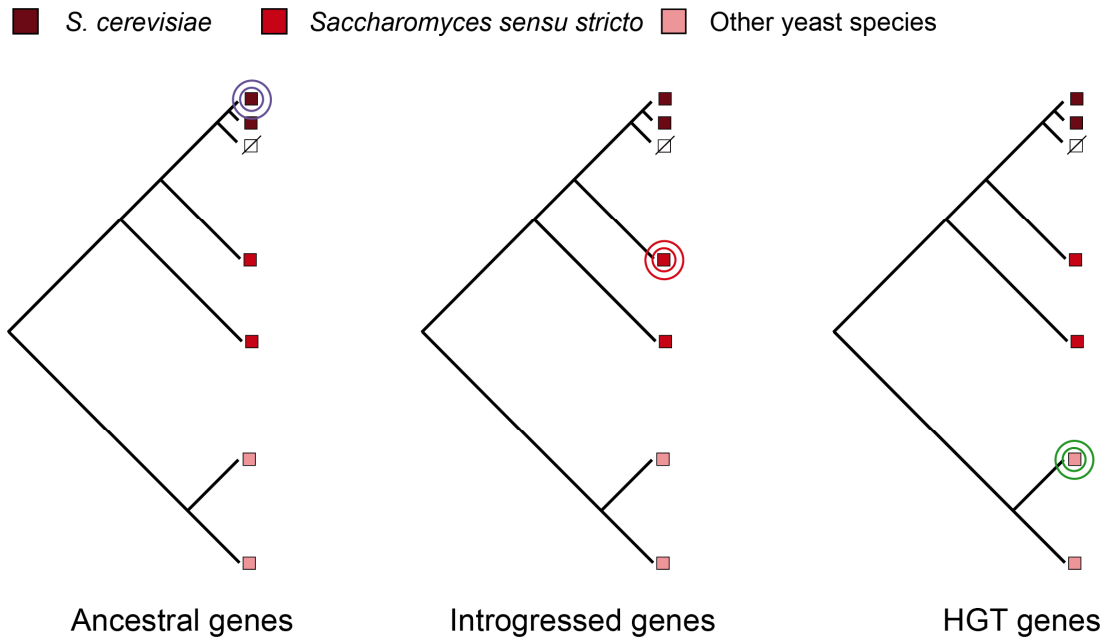 S. cerevisiae Saccharomyces sensu stricto Other yeast species
Ancestral genes Introgressed genes HGT genes